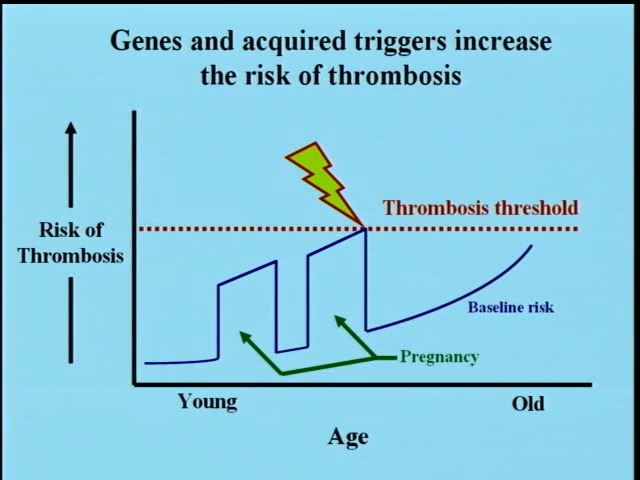 Genes and acquired triggers increase
the risk of thrombosis
Thrombosis threshold
Risk of
Thrombosis
Baseline risk
Pregnancy
Young
Old
Age